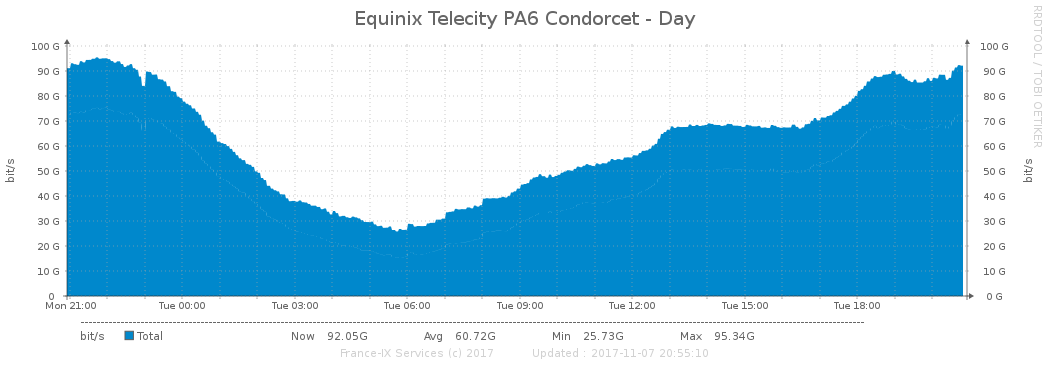 Equinix Telecity PA6 Condorcet - Day
RRDTOOL / TOBI OETIKER
bit/s
bit/s
100 G 100 G
90 G 90 G
80 G 80 G
70 G 70 G
60 G 60 G
50 G 50 G
40 G 40 G
30 G 30 G
20 G 20 G
10 G 10 G
0 0 G
Mon 21:00 Tue 00:00 Tue 03:00 Tue 06:00 Tue 09:00 Tue 12:00 Tue 15:00 Tue 18:00
bit/s Total Now 92.05G Avg 60.72G Min 25.73G Max 95.34G
France-IX Services (c) 2017 Updated : 2017-11-07 20:55:10